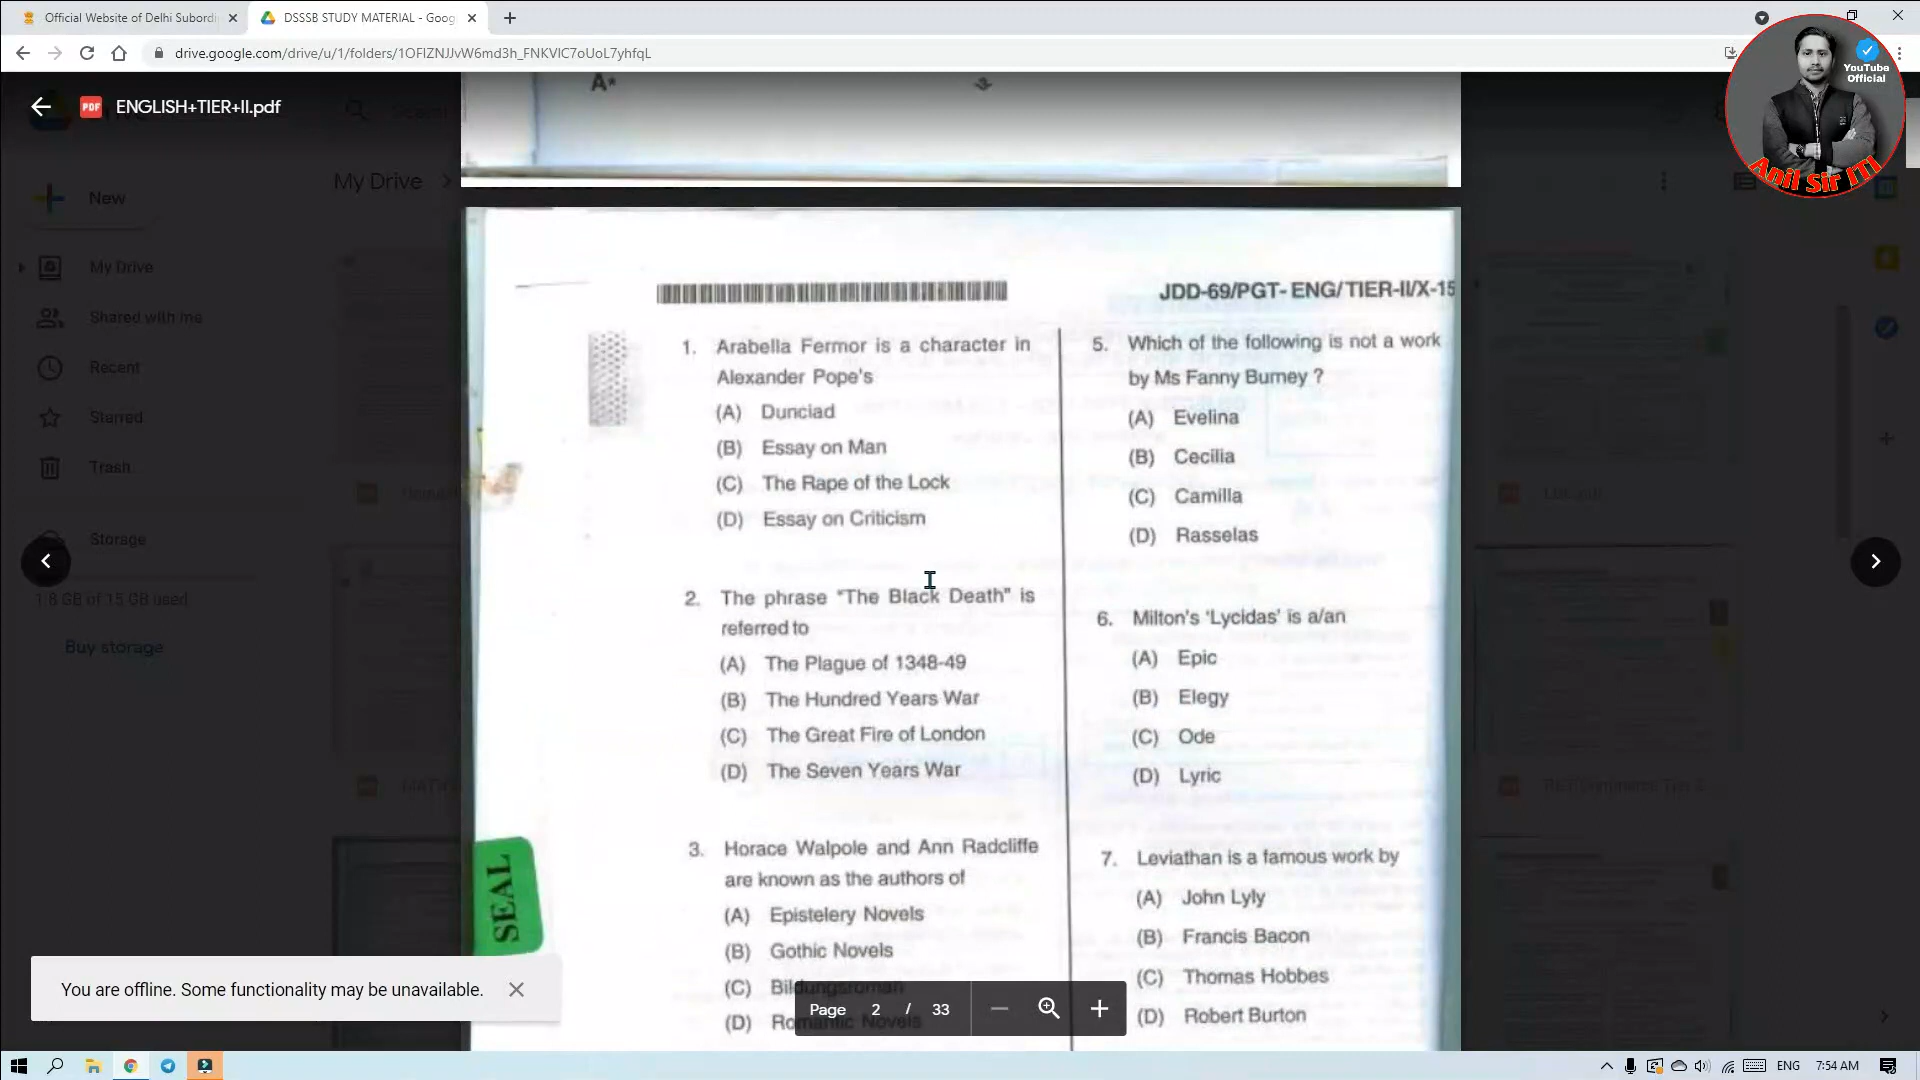 Official Website of Delhi Subordi
DSSSB STUDY MATERIAL - Goog
drive.google.com/drive/u/1/folders/1OFIZNJJvW6md3h_FNKVIC7oUoL7yhfqL
YouTube
Official
Anil Sir ITI
PDF
ENGLISH+TIER+II.pdf
A*
-3-
My Drive
New
My Drive
Shared with me
Recent
Starred
Trash
Storage
1.8 GB of 15 GB used
Buy storage
JDD-69/PGT- ENG/TIER-II/X-15
1. Arabella Fermor is a character in
Alexander Pope's
(A) Dunciad
(B) Essay on Man
(C) The Rape of the Lock
(D) Essay on Criticism
2. The phrase "The Black Death" is
referred to
(A) The Plague of 1348-49
(B) The Hundred Years War
(C) The Great Fire of London
(D) The Seven Years War
3. Horace Walpole and Ann Radcliffe
are known as the authors of
(A) Epistelery Novels
(B) Gothic Novels
(C) Bildungsroman
(D) Romantic Novels
5. Which of the following is not a work
by Ms Fanny Burney ?
(A) Evelina
(B) Cecilia
(C) Camilla
(D) Rasselas
6. Milton's 'Lycidas' is a/an
(A) Epic
(B) Elegy
(C) Ode
(D) Lyric
7. Leviathan is a famous work by
(A) John Lyly
(B) Francis Bacon
(C) Thomas Hobbes
(D) Robert Burton
SEAL
You are offline. Some functionality may be unavailable.
Page 2 / 33
ENG
7:54 AM